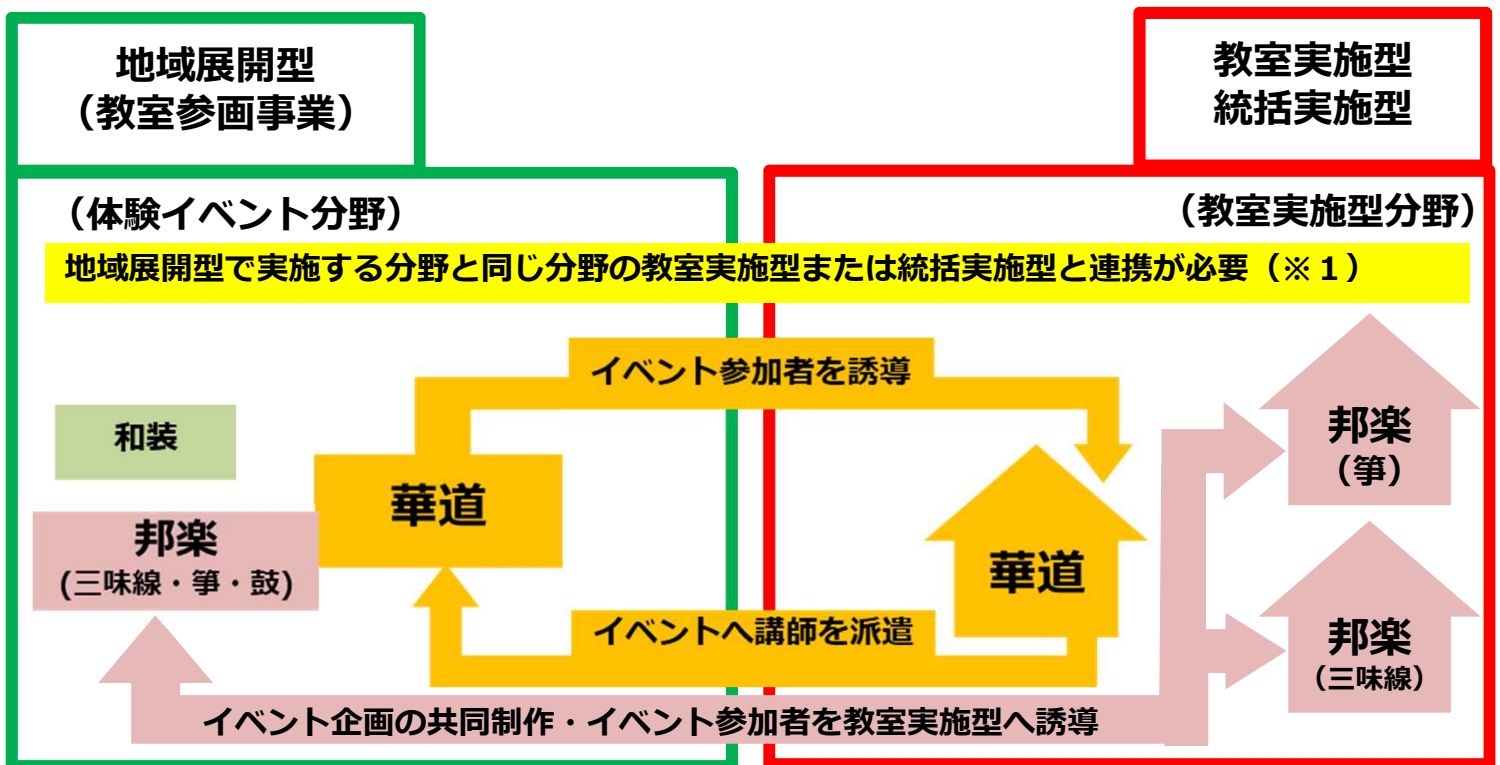 地域展開型
（教室参画事業）
教室実施型
統括実施型
（体験イベント分野）
（教室実施型分野）
地域展開型で実施する分野と同じ分野の教室実施型または統括実施型と連携が必要（※１）
イベント参加者を誘導
和装
華道
邦楽
(三味線・箏・鼓)
華道
邦楽
（箏）
イベントへ講師を派遣
邦楽
（三味線）
イベント企画の共同制作・イベント参加者を教室実施型へ誘導